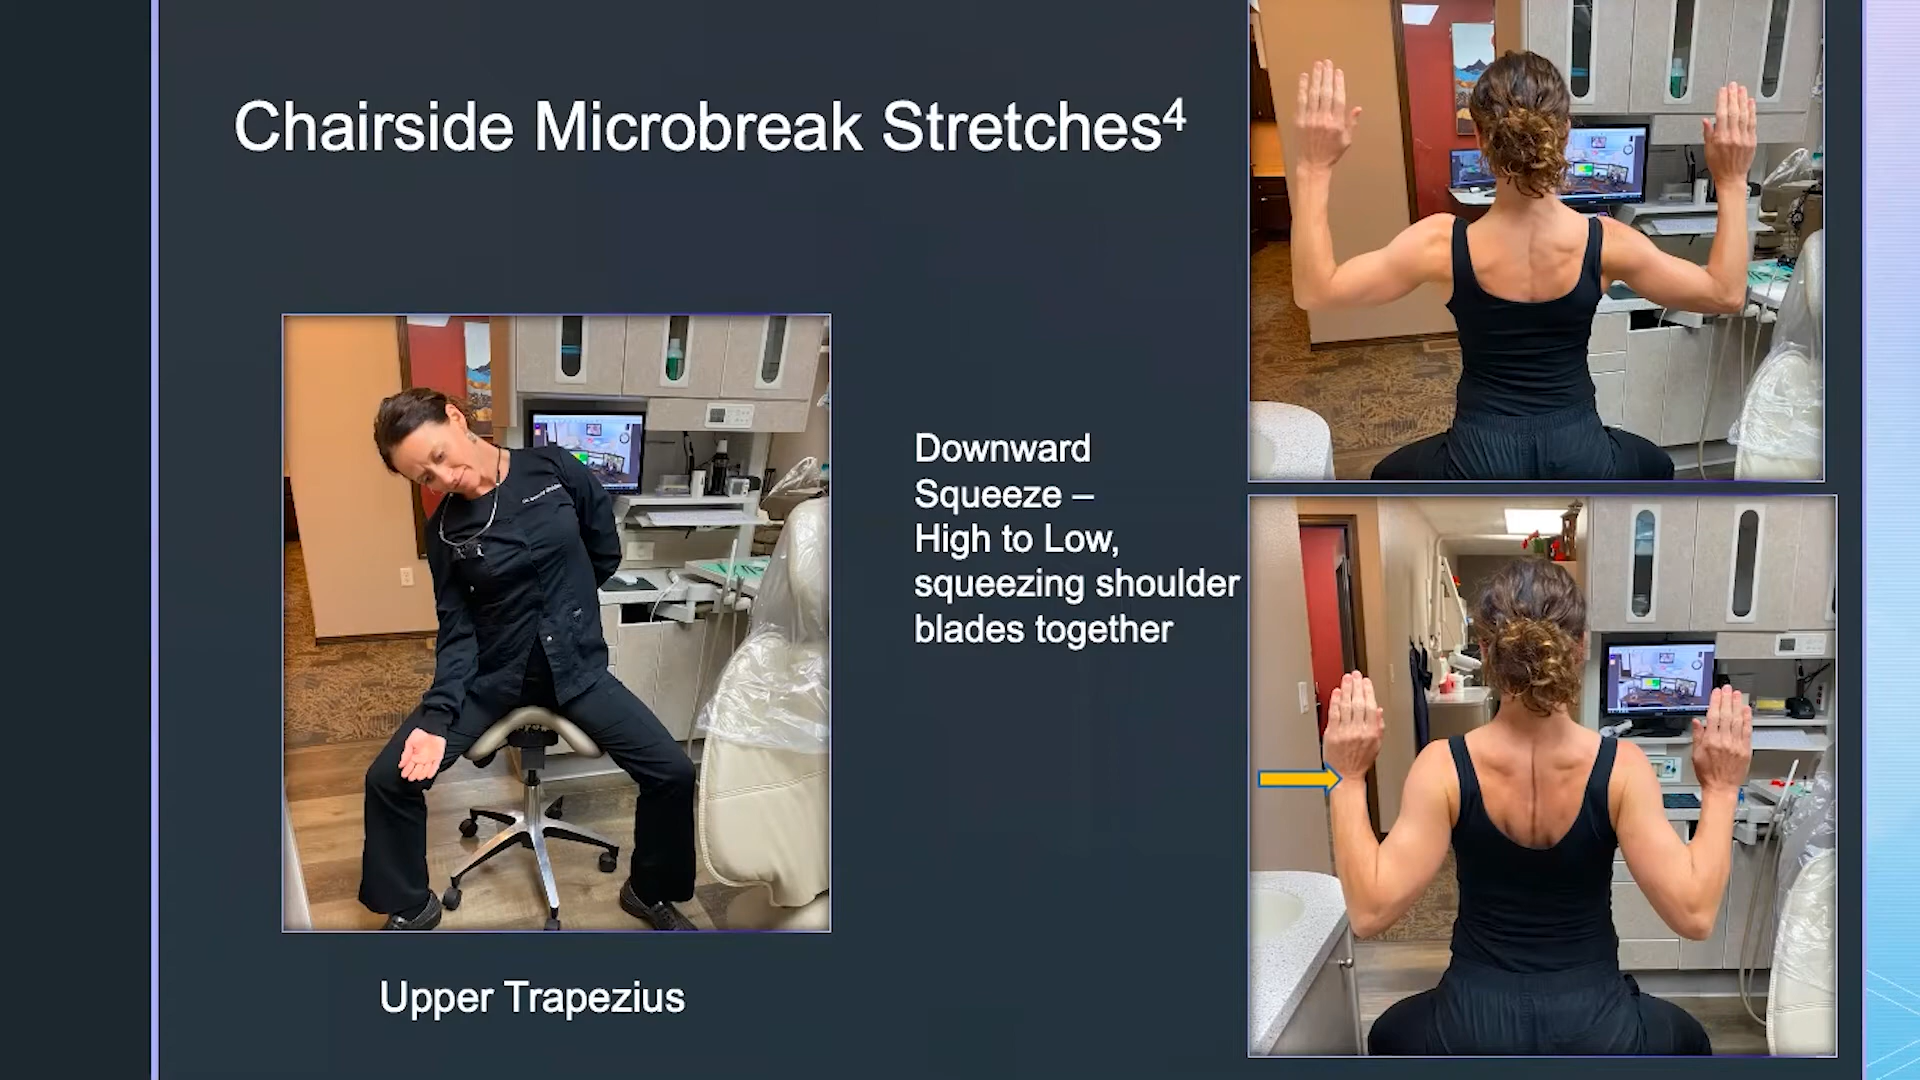 Chairside Microbreak Stretches⁴
Downward
Squeeze –
High to Low,
squeezing shoulder
blades together
Upper Trapezius